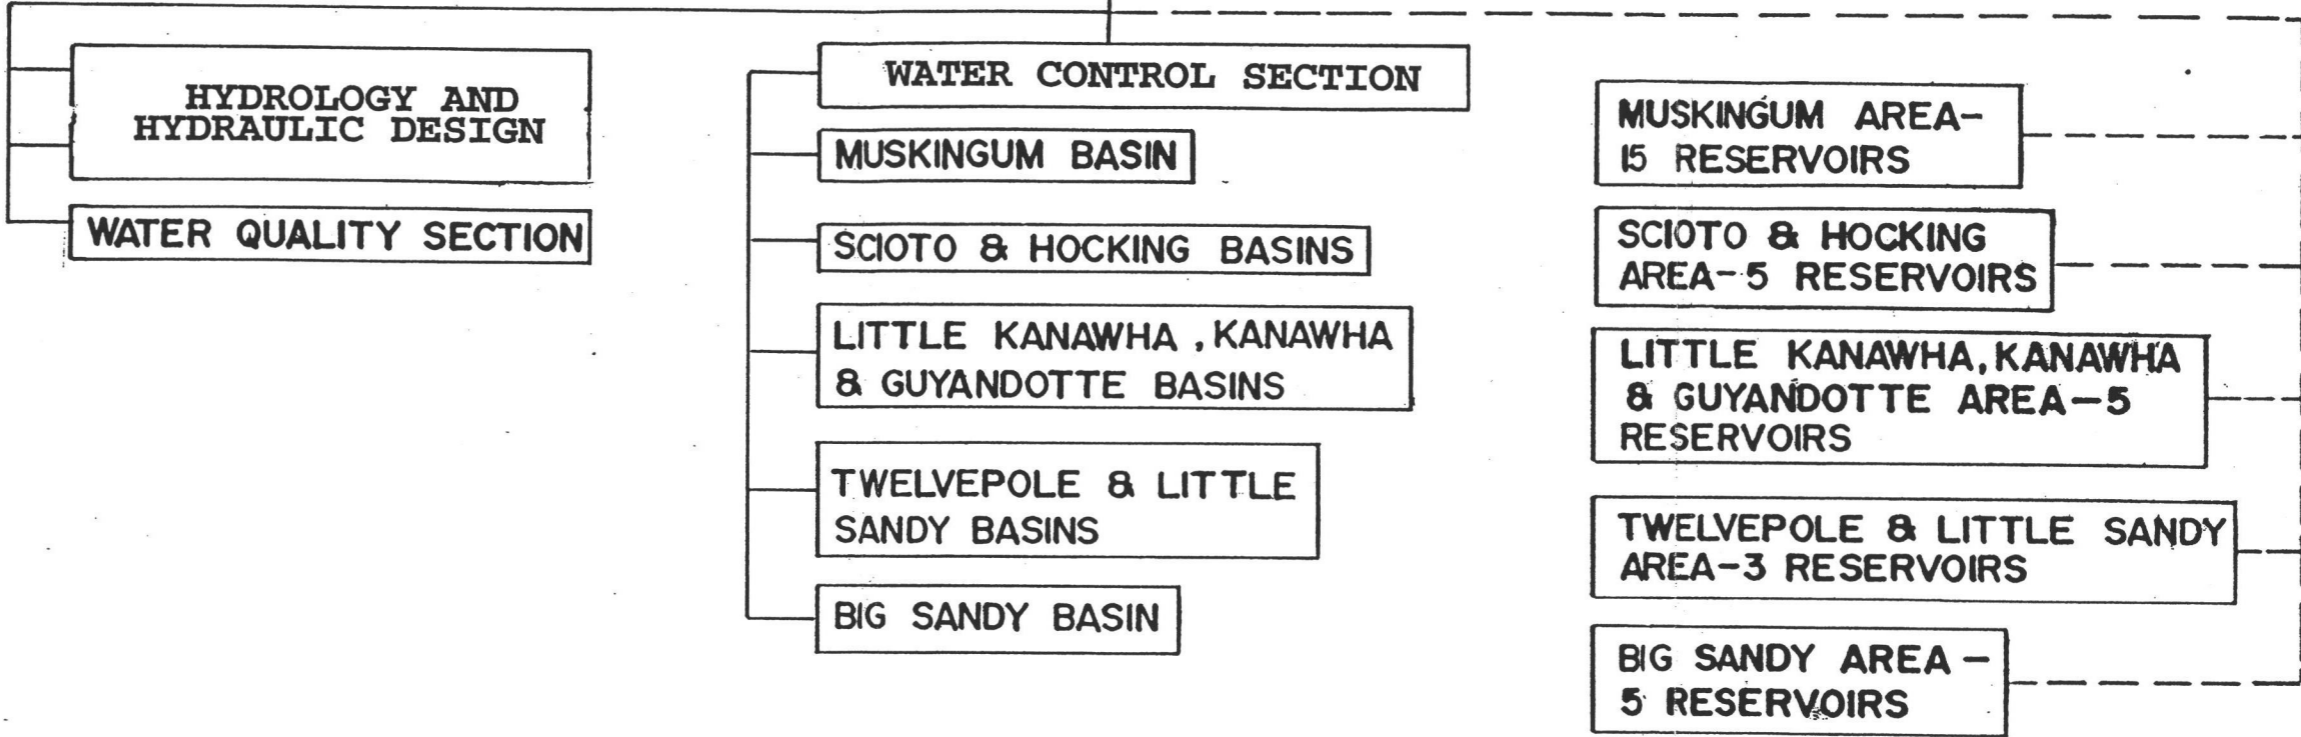 HYDROLOGY AND
HYDRAULIC DESIGN
WATER QUALITY SECTION
WATER CONTROL SECTION
MUSKINGUM BASIN
SCIOTO & HOCKING BASINS
LITTLE KANAWHA , KANAWHA
& GUYANDOTTE BASINS
TWELVEPOLE & LITTLE
SANDY BASINS
BIG SANDY BASIN
MUSKINGUM AREA-
15 RESERVOIRS
SCIOTO & HOCKING
AREA-5 RESERVOIRS
LITTLE KANAWHA, KANAWHA
& GUYANDOTTE AREA-5
RESERVOIRS
TWELVEPOLE & LITTLE SANDY
AREA-3 RESERVOIRS
BIG SANDY AREA -
5 RESERVOIRS